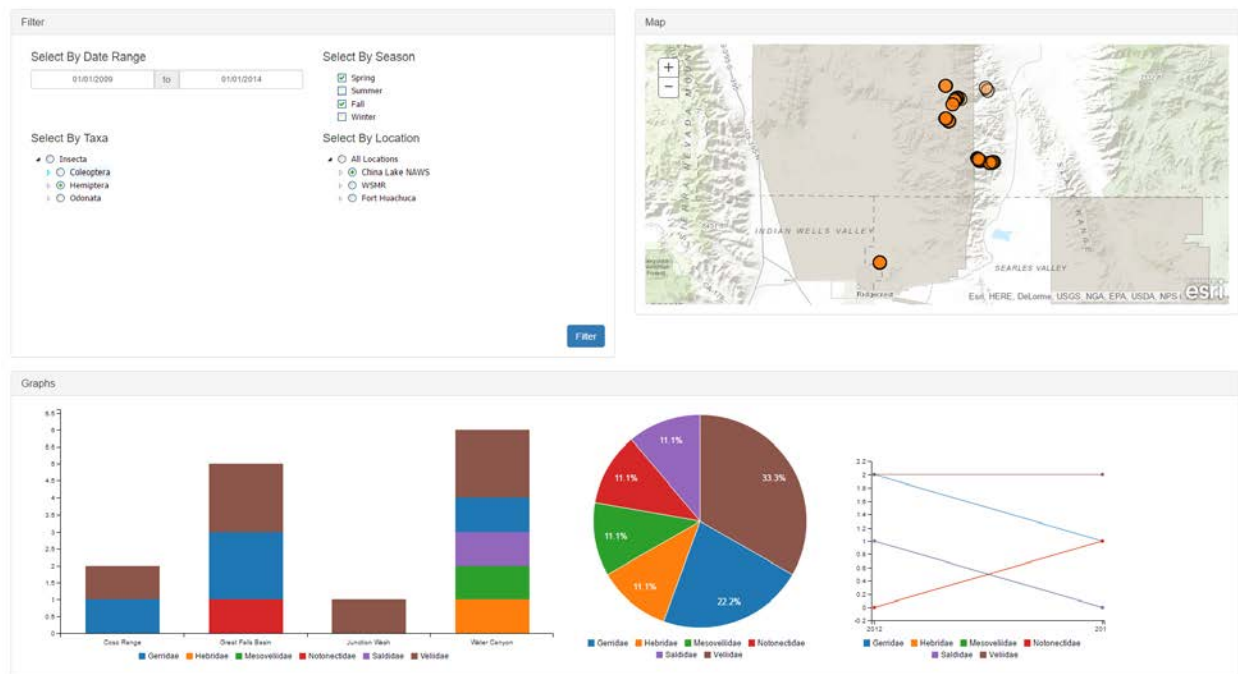 Filter
Select By Date Range
01/01/2009 to 01/01/2014
Select By Season
Spring
Summer
Fall
Winter
Select By Taxa
Insecta
Coleoptera
Hemiptera
Odonata
Select By Location
All Locations
China Lake NAWS
WSMR
Fort Huachuca
Filter
Map
+
−
INDIAN WELLS VALLEY
SEARLES VALLEY
Ridgecrest
Esri, HERE, DeLorme, USGS, NGA, EPA, USDA, NPS
esri
Graphs
6.5
6
5.5
5
4.5
4
3.5
3
2.5
2
1.5
1
0.5
0
Coso Range Great Falls Basin Junction Wash Water Canyon
Gerridae Hebridae Mesoveliidae Notonectidae Saldidae Veliidae
11.1%
33.3%
11.1%
11.1%
11.1%
22.2%
Gerridae Hebridae Mesoveliidae Notonectidae
Saldidae Veliidae
2.2
2
1.8
1.6
1.4
1.2
1
0.8
0.6
0.4
0.2
0
-0.2
2012 201
Gerridae Hebridae Mesoveliidae Notonectidae
Saldidae Veliidae